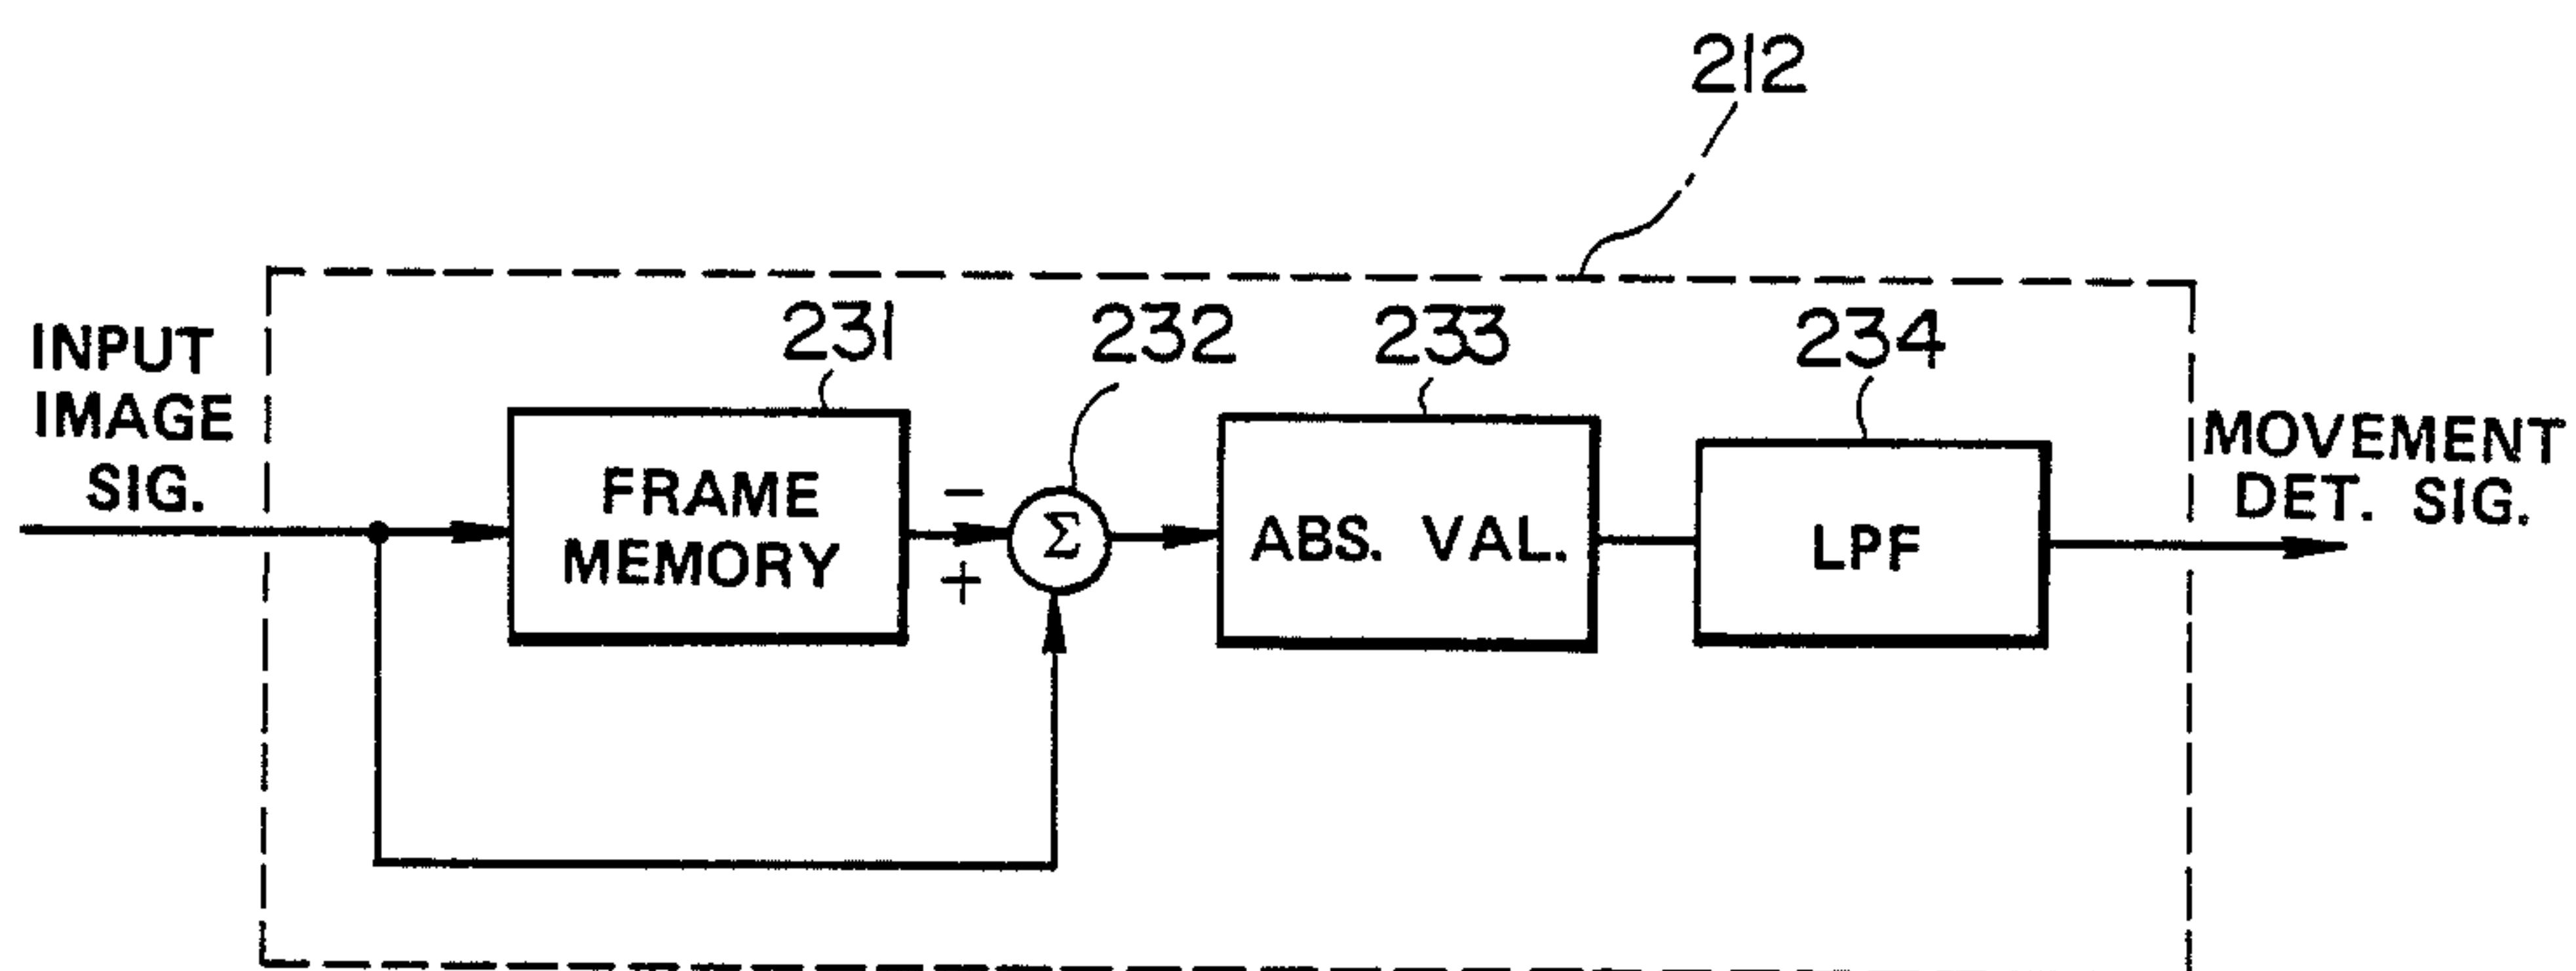 212
231
232
233
234
INPUT
IMAGE
SIG.
FRAME
MEMORY
−
+
Σ
ABS. VAL.
LPF
MOVEMENT
DET. SIG.